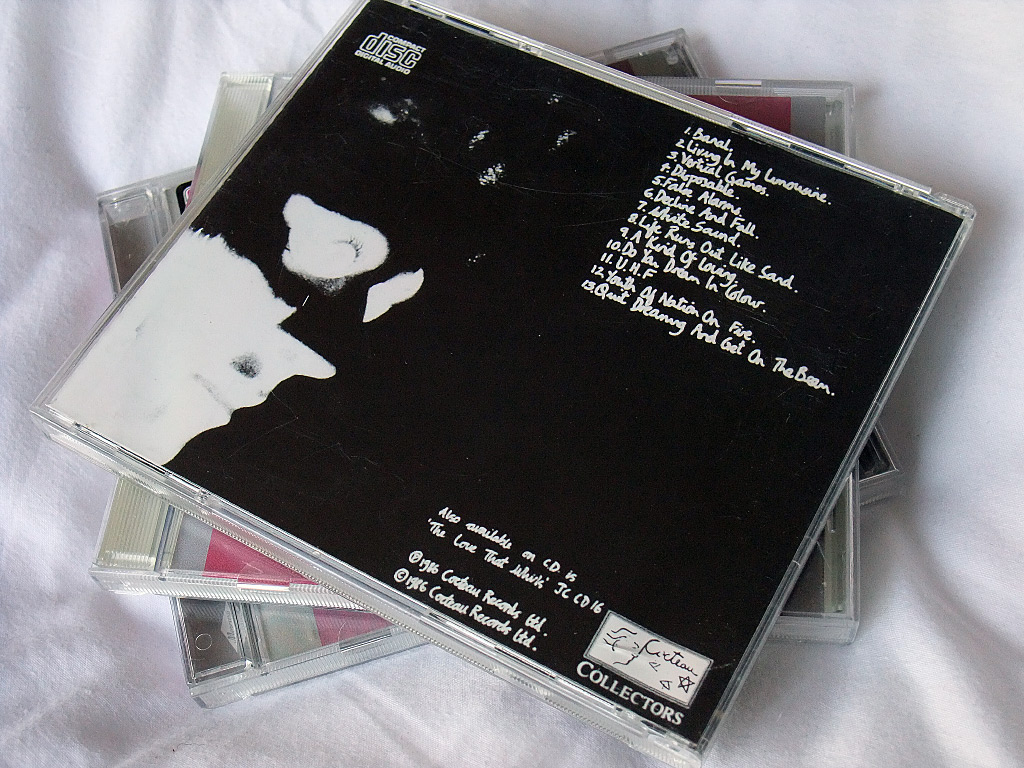 COMPACT
disc
DIGITAL AUDIO
1. Banal.
2. Living In My Limousine.
3. Vertical Games.
4. Disposable.
5. False Alarms.
6. Decline And Fall.
7. White Sound.
8. Life Runs Out Like Sand.
9. A Kind Of Loving.
10. Do You Dream In Colour.
11. U.H.F
12. Youth Of Nation On Fire.
13. Quit Dreaming And Get On The Beam.
Also available on C.D. is
'The Love That Whirls' JC CD 16
℗ 1986 Cocteau Records Ltd.
© 1986 Cocteau Records Ltd.
Cocteau
COLLECTORS